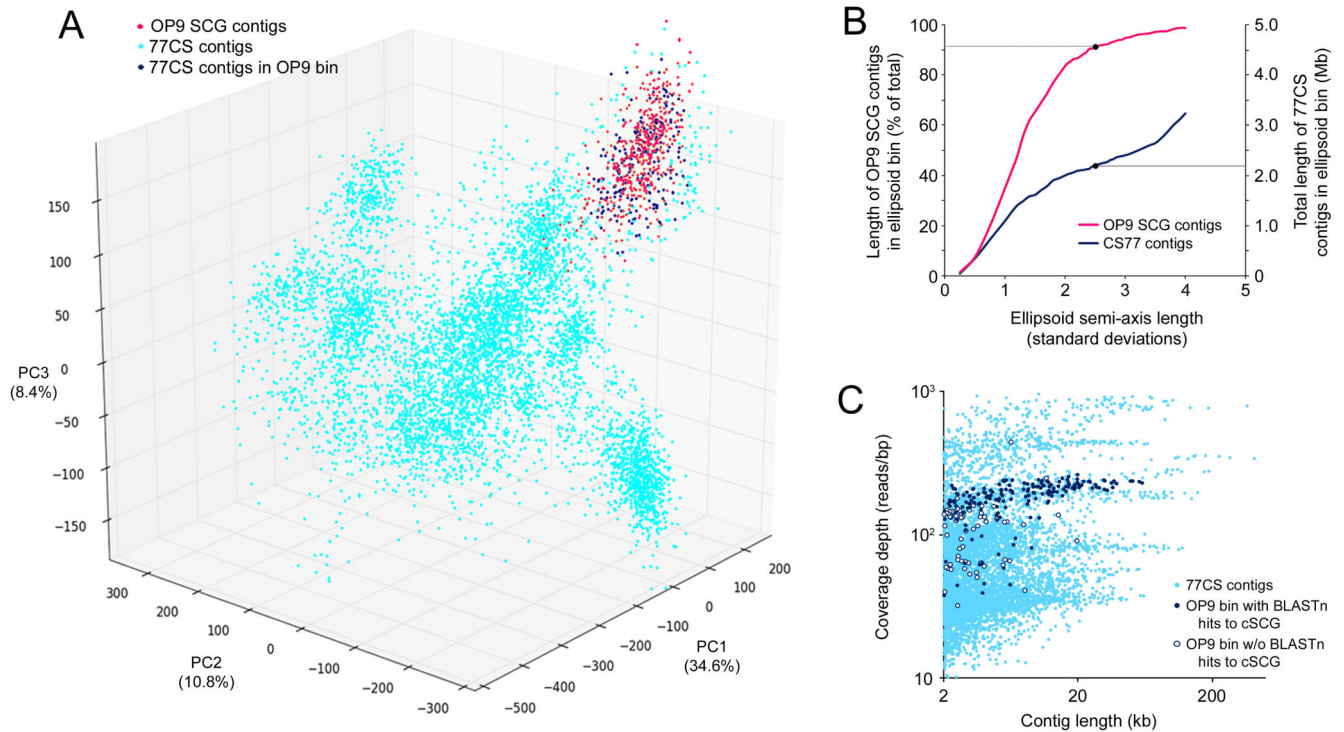 A
OP9 SCG contigs
77CS contigs
77CS contigs in OP9 bin
150
100
50
0
−50
−100
−150
PC3
(8.4%)
300
200
100
0
−100
−200
−300
PC2
(10.8%)
200
100
0
−100
−200
−300
−400
−500
PC1
(34.6%)
B
Length of OP9 SCG contigs
in ellipsoid bin (% of total)
100
80
60
40
20
0
Total length of 77CS
contigs in ellipsoid bin (Mb)
5.0
4.0
3.0
2.0
1.0
0
OP9 SCG contigs
CS77 contigs
0 1 2 3 4 5
Ellipsoid semi-axis length
(standard deviations)
C
Coverage depth (reads/bp)
10³
10²
10
77CS contigs
OP9 bin with BLASTn
hits to cSCG
OP9 bin w/o BLASTn
hits to cSCG
2 20 200
Contig length (kb)